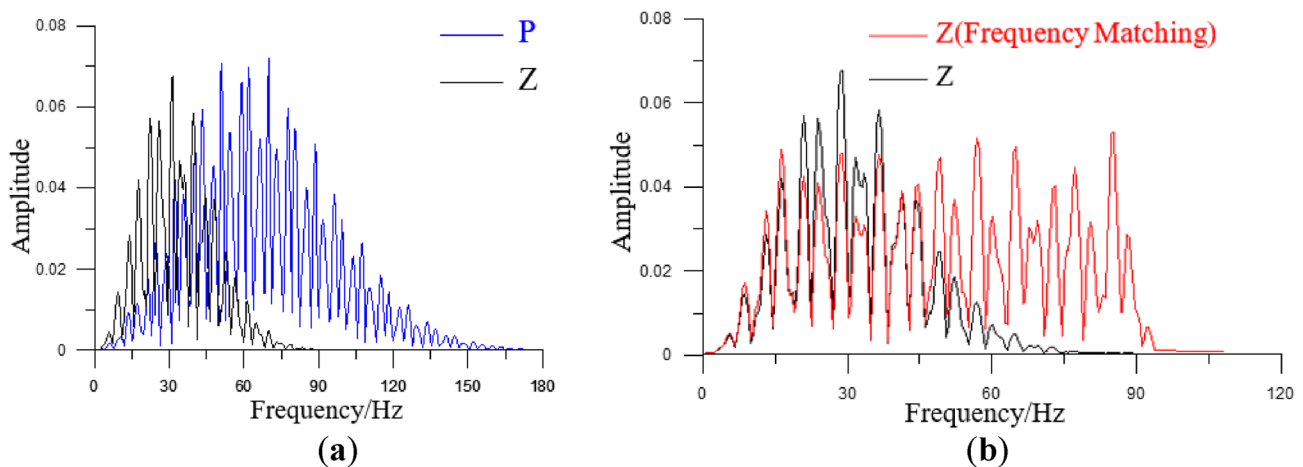 0.08
P
Z
0.06
Amplitude
0.04
0.02
0
0 30 60 90 120 150 180
Frequency/Hz
(a)
0.08
Z(Frequency Matching)
Z
0.06
Amplitude
0.04
0.02
0
0 30 60 90 120
Frequency/Hz
(b)